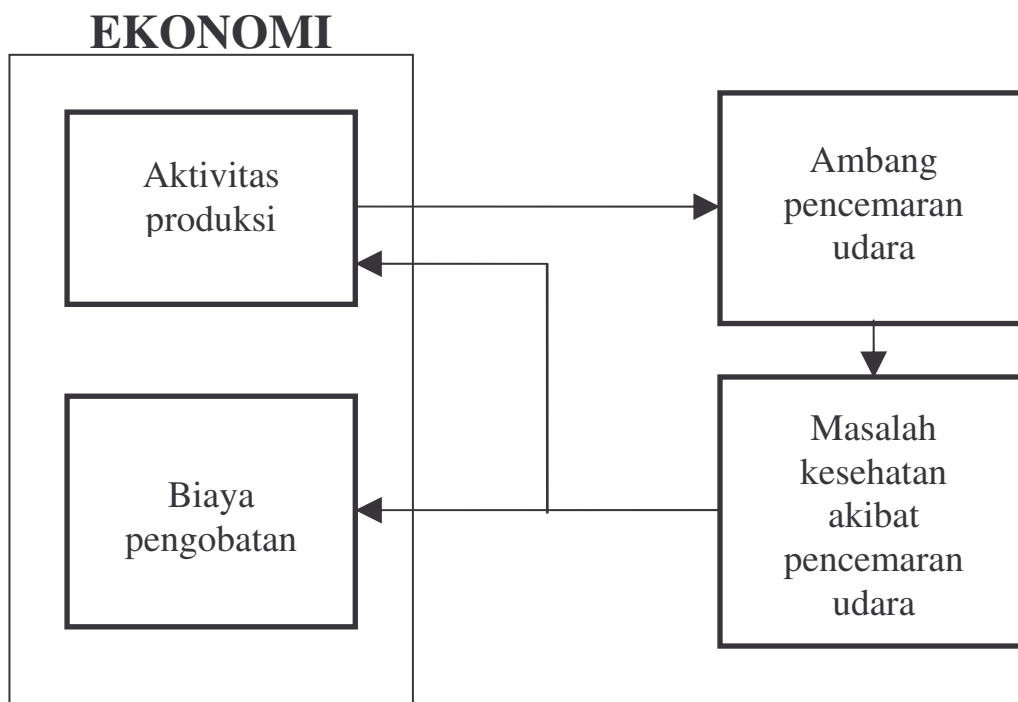 EKONOMI
Aktivitas
produksi
Ambang
pencemaran
udara
Biaya
pengobatan
Masalah
kesehatan
akibat
pencemaran
udara